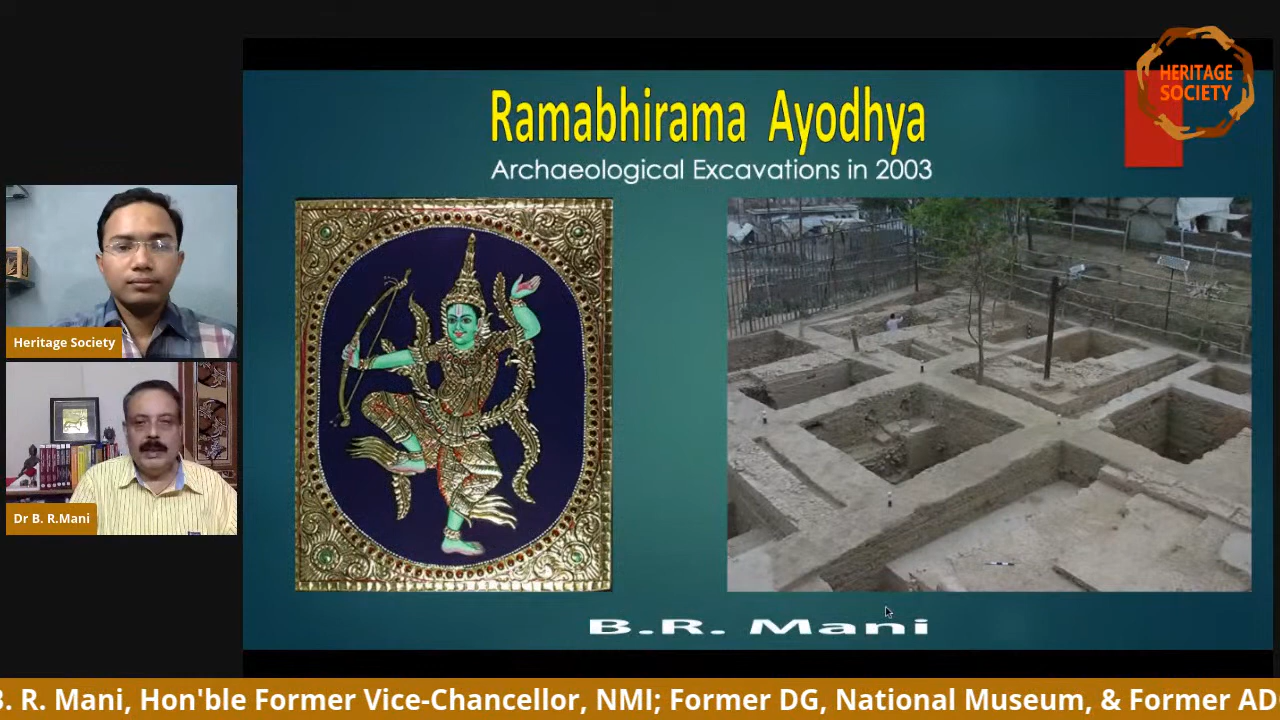 Ramabhirama Ayodhya
Archaeological Excavations in 2003
HERITAGE
SOCIETY
Heritage Society
Dr B. R.Mani
B.R. Mani
. R. Mani, Hon'ble Former Vice-Chancellor, NMI; Former DG, National Museum, & Former AD